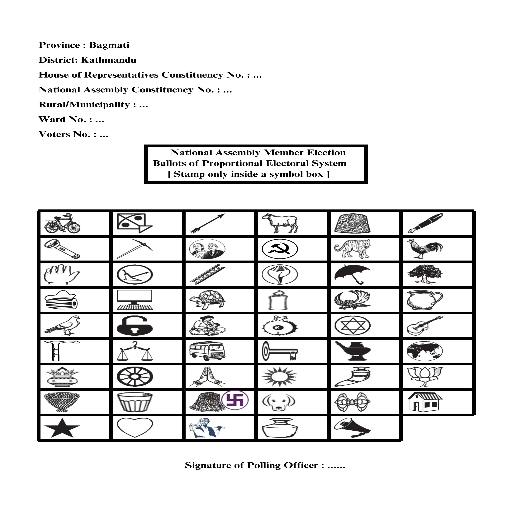 Province : Bagmati
District: Kathmandu
House of Representatives Constituency No. : ...
National Assembly Constituency No. : ...
Rural/Municipality : ...
Ward No. : ...
Voters No. : ...
National Assembly Member Election
Ballots of Proportional Electoral System
[ Stamp only inside a symbol box ]
Signature of Polling Officer : ......